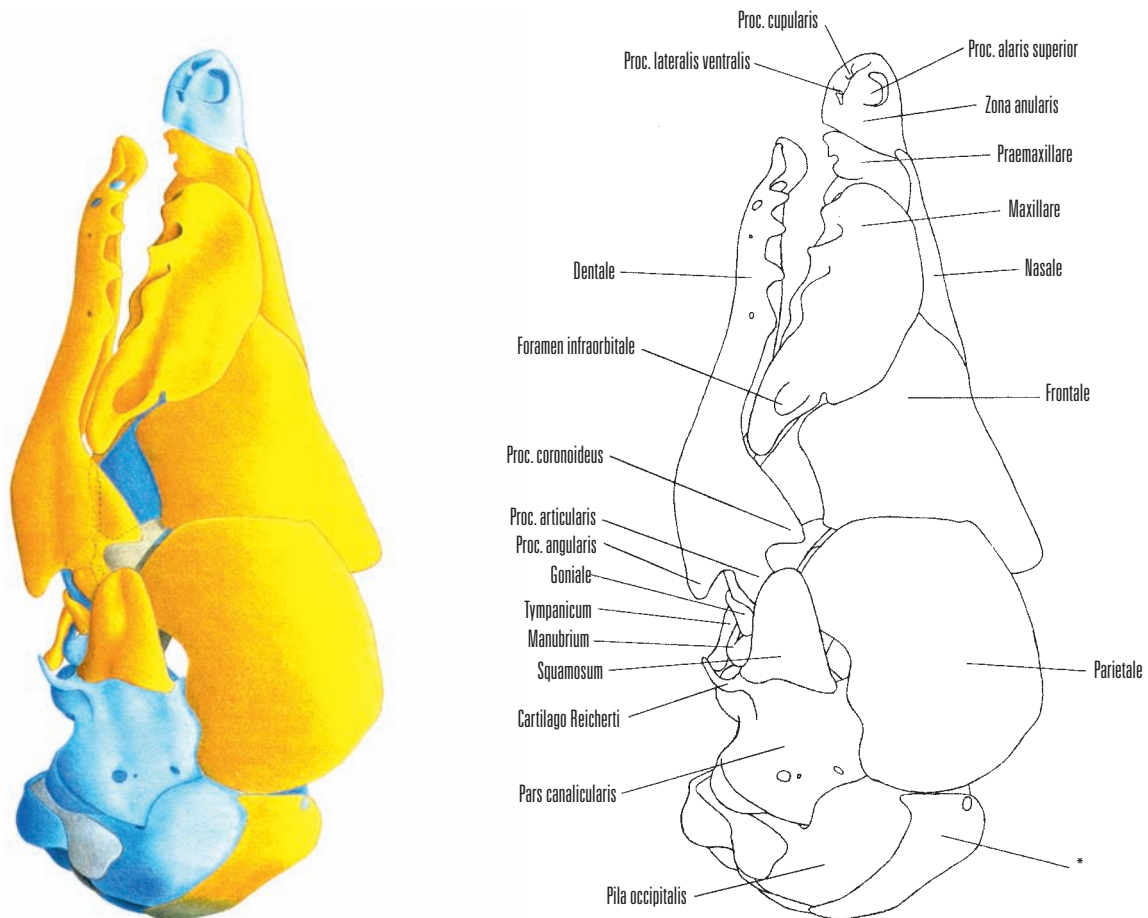 Proc. cupularis
Proc. lateralis ventralis
Proc. alaris superior
Zona anularis
Praemaxillare
Maxillare
Dentale
Nasale
Foramen infraorbitale
Frontale
Proc. coronoideus
Proc. articularis
Proc. angularis
Goniale
Tympanicum
Manubrium
Squamosum
Parietale
Cartilago Reicherti
Pars canalicularis
*
Pila occipitalis